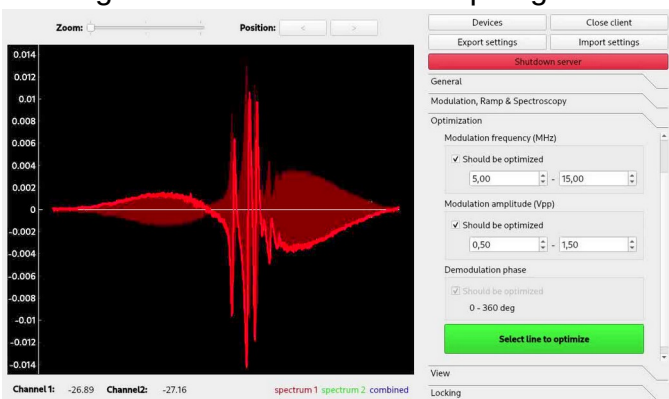 Zoom:
Position:
<
>
Devices
Close client
Export settings
Import settings
Shutdown server
General
Modulation, Ramp & Spectroscopy
Optimization
Modulation frequency (MHz)
Should be optimized
5,00 - 15,00
Modulation amplitude (Vpp)
Should be optimized
0,50 - 1,50
Demodulation phase
Should be optimized
0 - 360 deg
Select line to optimize
View
Locking
0.014
0.012
0.01
0.008
0.006
0.004
0.002
0
-0.002
-0.004
-0.006
-0.008
-0.01
-0.012
-0.014
Channel 1: -26.89 Channel2: -27.16
spectrum 1 spectrum 2 combined